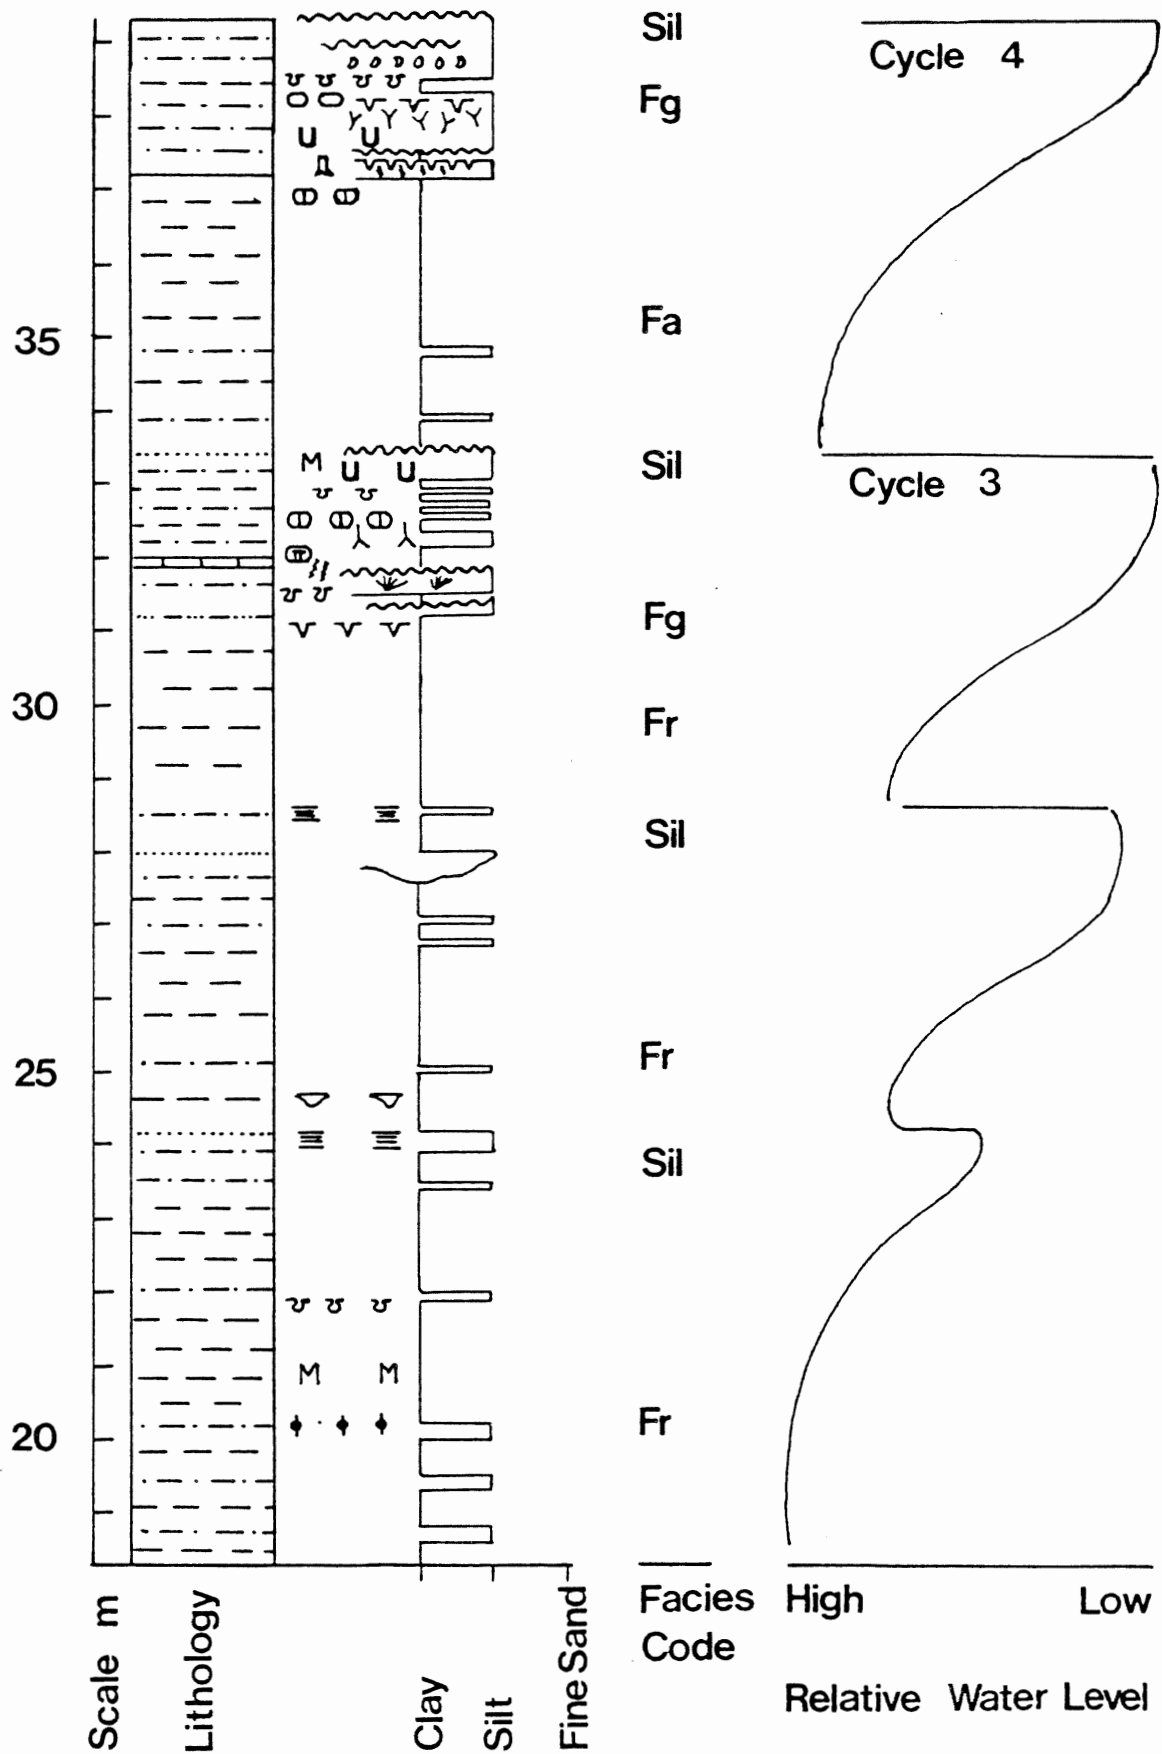 Sil
Cycle 4
Fg
35
Fa
Sil
Cycle 3
M
Fg
30
Fr
Sil
25
Fr
Sil
M M
20
Fr
Scale m
Lithology
Clay
Silt
Fine Sand
Facies Code
High Low
Relative Water Level